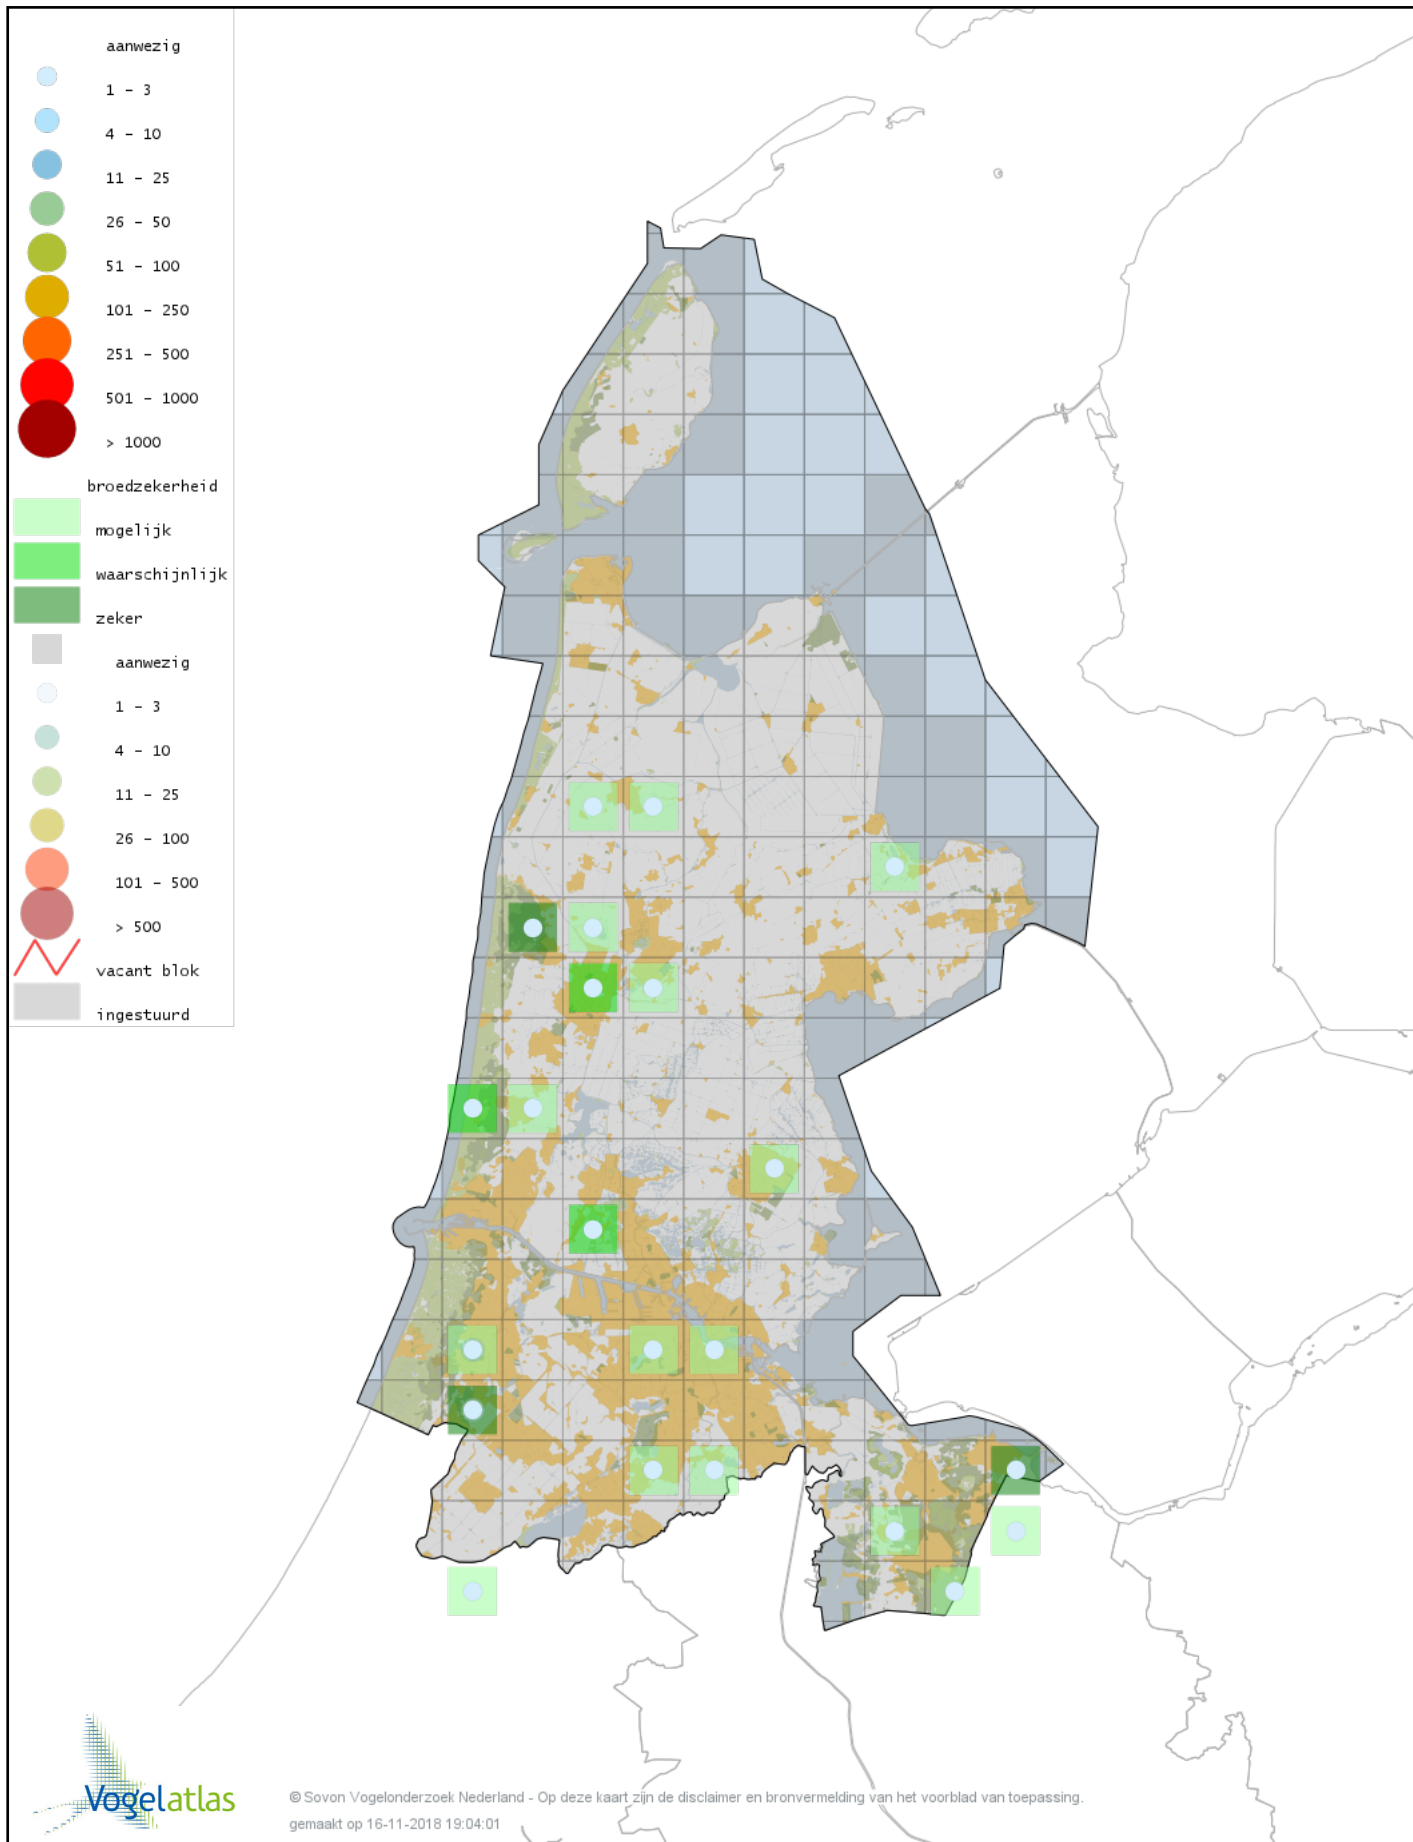 aanwezig
1 - 3
4 - 10
11 - 25
26 - 50
51 - 100
101 - 250
251 - 500
501 - 1000
> 1000
broedzekerheid
mogelijk
waarschijnlijk
zeker
aanwezig
1 - 3
4 - 10
11 - 25
26 - 100
101 - 500
> 500
vacant blok
ingestuurd
Vogelatlas
© Sovon Vogelonderzoek Nederland - Op deze kaart zijn de disclaimer en bronvermelding van het voorblad van toepassing.
gemaakt op 16-11-2018 19:04:01